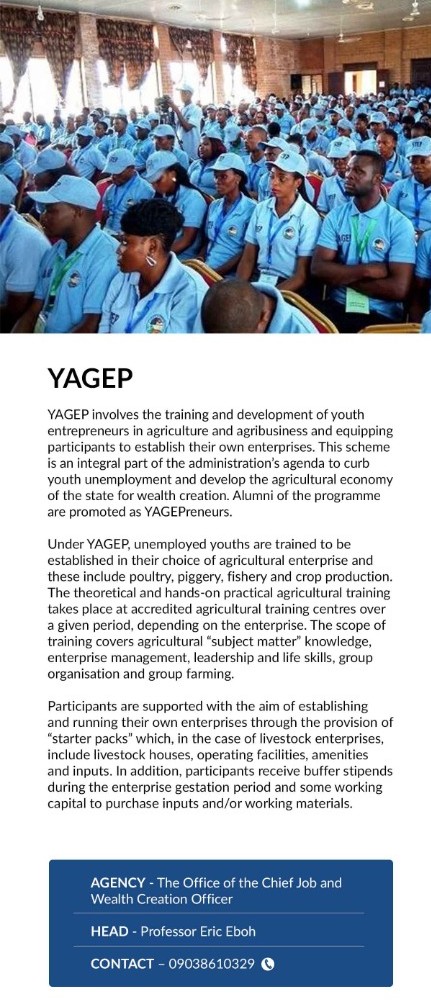 YAGEP
YAGEP involves the training and development of youth
entrepreneurs in agriculture and agribusiness and equipping
participants to establish their own enterprises. This scheme
is an integral part of the administration’s agenda to curb
youth unemployment and develop the agricultural economy
of the state for wealth creation. Alumni of the programme
are promoted as YAGEPreneurs.
Under YAGEP, unemployed youths are trained to be
established in their choice of agricultural enterprise and
these include poultry, piggery, fishery and crop production.
The theoretical and hands-on practical agricultural training
takes place at accredited agricultural training centres over
a given period, depending on the enterprise. The scope of
training covers agricultural “subject matter” knowledge,
enterprise management, leadership and life skills, group
organisation and group farming.
Participants are supported with the aim of establishing
and running their own enterprises through the provision of
“starter packs” which, in the case of livestock enterprises,
include livestock houses, operating facilities, amenities
and inputs. In addition, participants receive buffer stipends
during the enterprise gestation period and some working
capital to purchase inputs and/or working materials.
AGENCY - The Office of the Chief Job and
Wealth Creation Officer
HEAD - Professor Eric Eboh
CONTACT – 09038610329